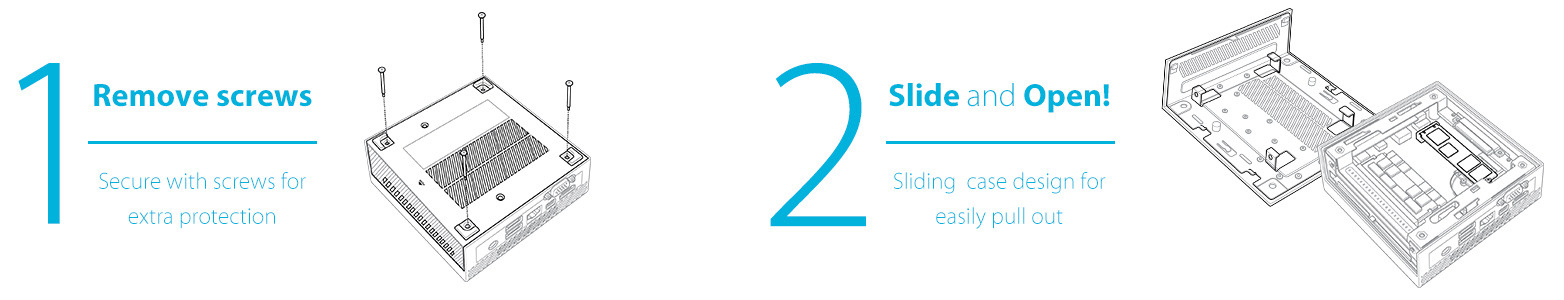 1
Remove screws
Secure with screws for
extra protection
2
Slide and Open!
Sliding case design for
easily pull out